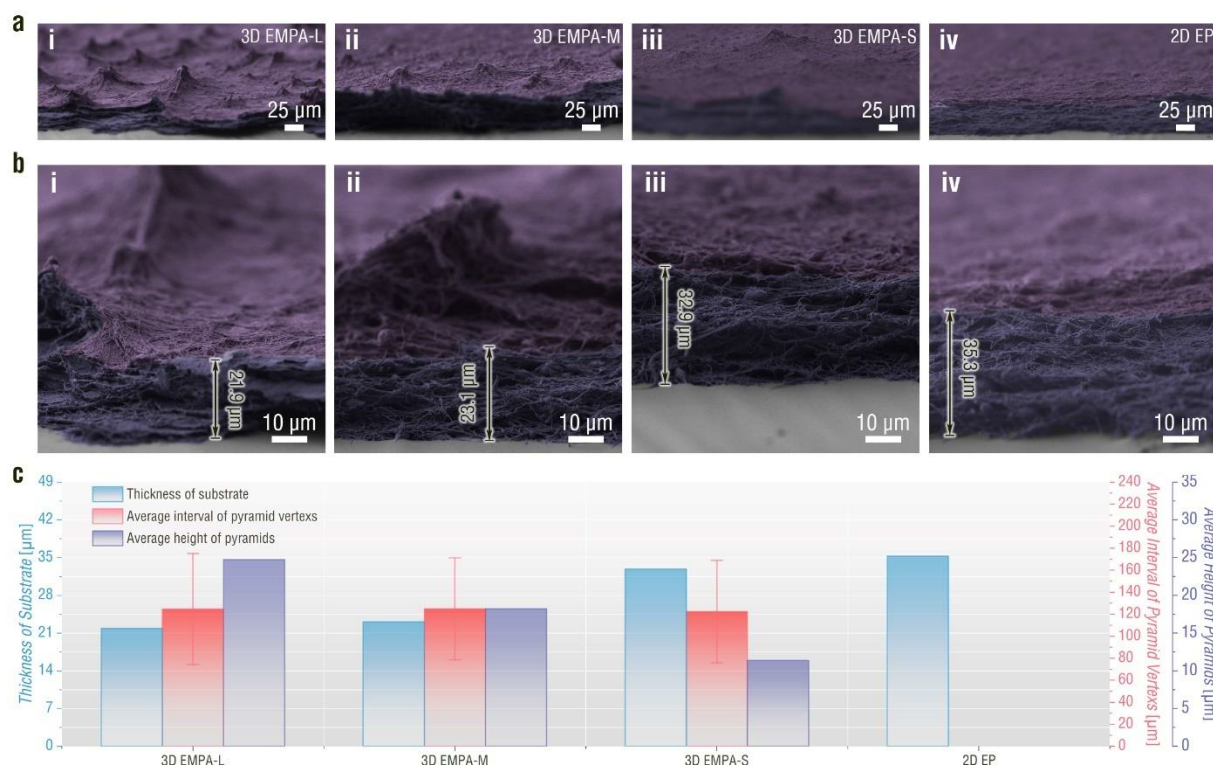 a
i
3D EMPA-L
25 µm
ii
3D EMPA-M
25 µm
iii
3D EMPA-S
25 µm
iv
2D EP
25 µm
b
i
21.9 µm
10 µm
ii
23.1 µm
10 µm
iii
32.9 µm
10 µm
iv
35.3 µm
10 µm
c
Thickness of Substrate [µm]
49
42
35
28
21
14
7
0
Thickness of substrate
Average interval of pyramid vertexs
Average height of pyramids
3D EMPA-L
3D EMPA-M
3D EMPA-S
2D EP
240
220
200
180
160
140
120
100
80
60
40
20
0
Average Interval of Pyramid Vertexs [µm]
35
30
25
20
15
10
5
0
Average Height of Pyramids [µm]